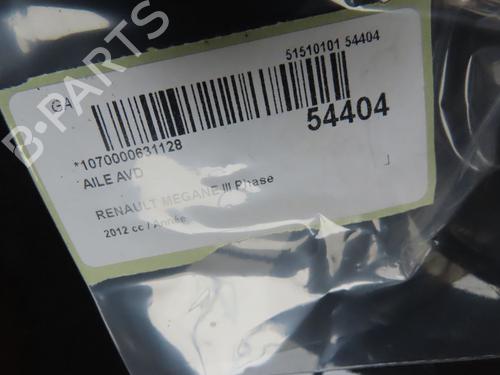 GA
51510101 54404
54404
*1070000631128
AILE AVD
RENAULT MEGANE III Phase
2012 cc / Année
B-PARTS